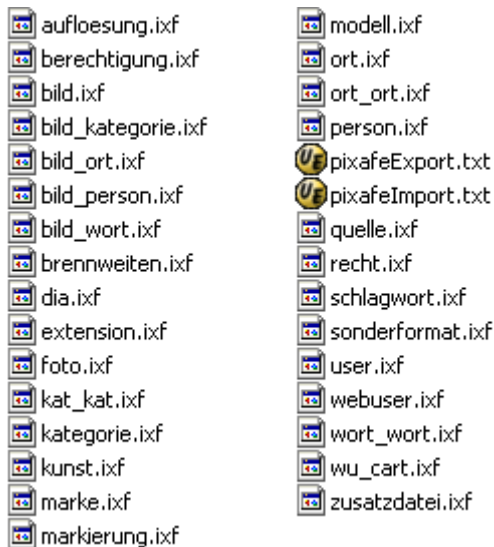 aufloesung.ixf
berechtigung.ixf
bild.ixf
bild_kategorie.ixf
bild_ort.ixf
bild_person.ixf
bild_wort.ixf
brennweiten.ixf
dia.ixf
extension.ixf
foto.ixf
kat_kat.ixf
kategorie.ixf
kunst.ixf
marke.ixf
markierung.ixf
modell.ixf
ort.ixf
ort_ort.ixf
person.ixf
pixafeExport.txt
pixafeImport.txt
quelle.ixf
recht.ixf
schlagwort.ixf
sonderformat.ixf
user.ixf
webuser.ixf
wort_wort.ixf
wu_cart.ixf
zusatzdatei.ixf